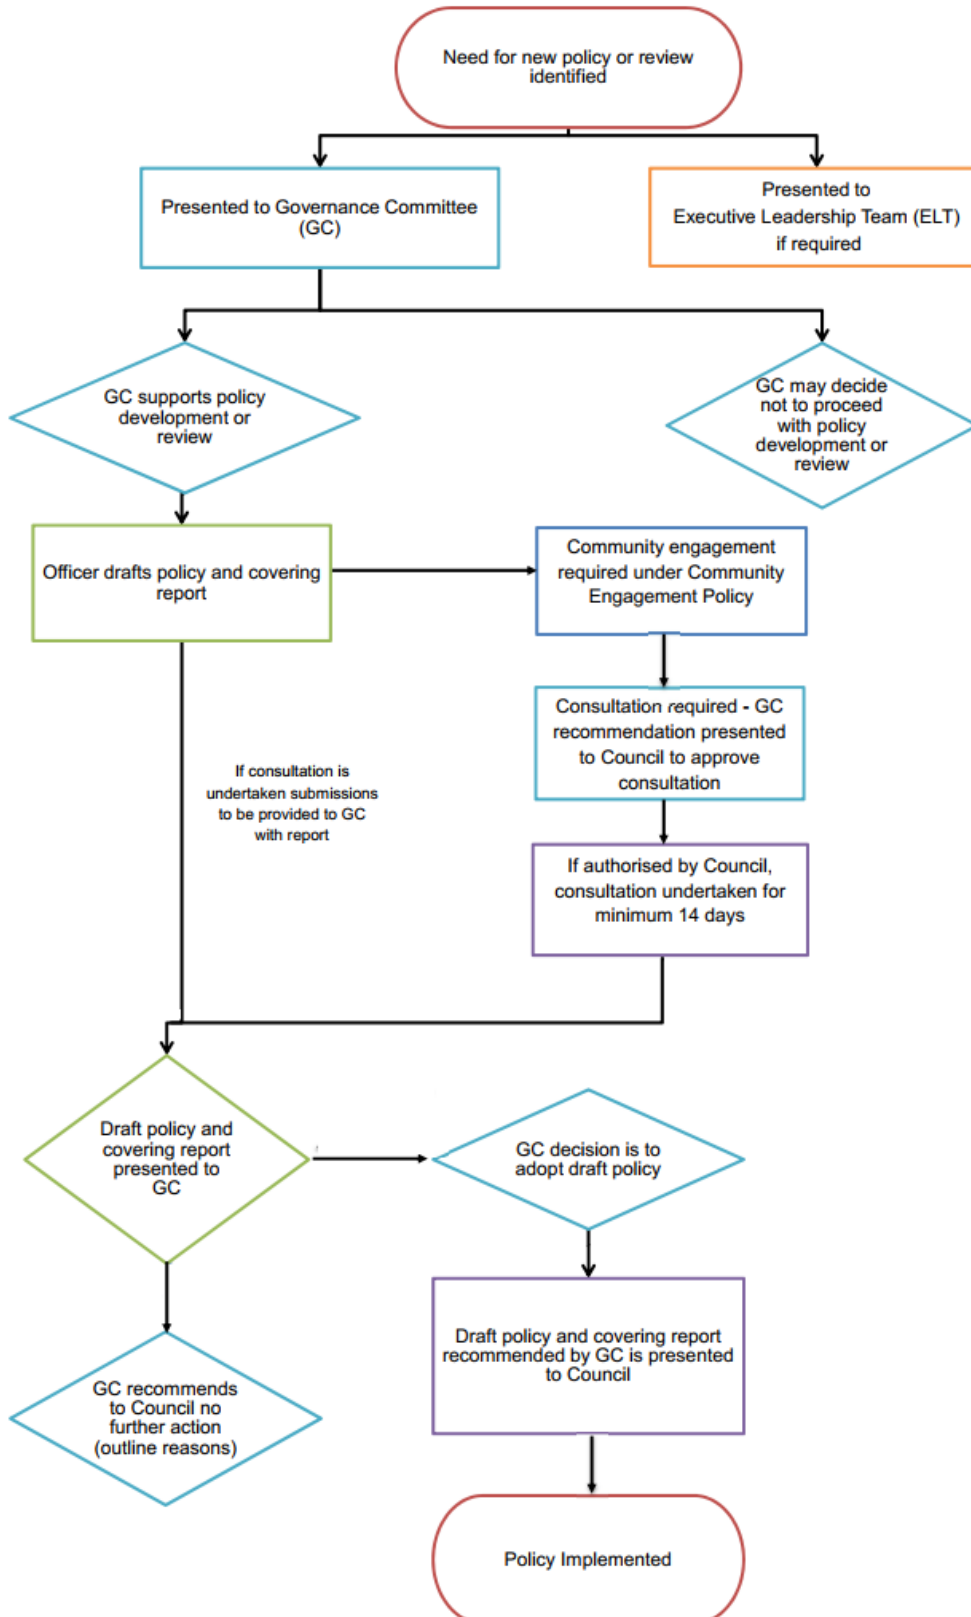 Need for new policy or review
identified
Presented to Governance Committee
(GC)
Presented to
Executive Leadership Team (ELT)
if required
GC supports policy
development or
review
GC may decide
not to proceed
with policy
development or
review
Officer drafts policy and covering
report
Community engagement
required under Community
Engagement Policy
Consultation required - GC
recommendation presented
to Council to approve
consultation
If consultation is
undertaken submissions
to be provided to GC
with report
If authorised by Council,
consultation undertaken for
minimum 14 days
Draft policy and
covering report
presented to
GC
GC decision is to
adopt draft policy
Draft policy and covering report
recommended by GC is presented
to Council
GC recommends
to Council no
further action
(outline reasons)
Policy Implemented